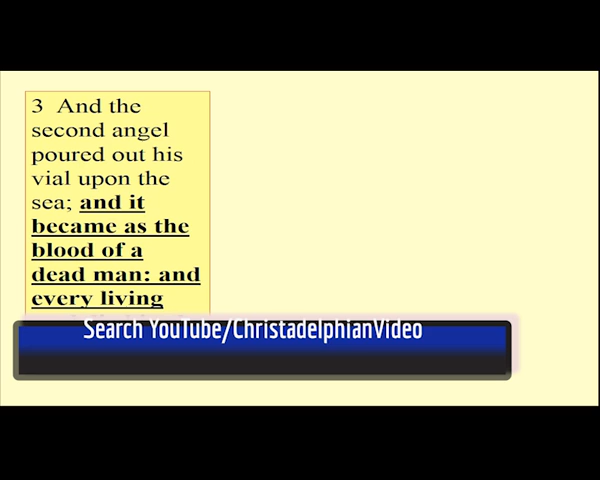 3 And the
second angel
poured out his
vial upon the
sea; and it
became as the
blood of a
dead man: and
every living
Search YouTube/ChristadelphianVideo